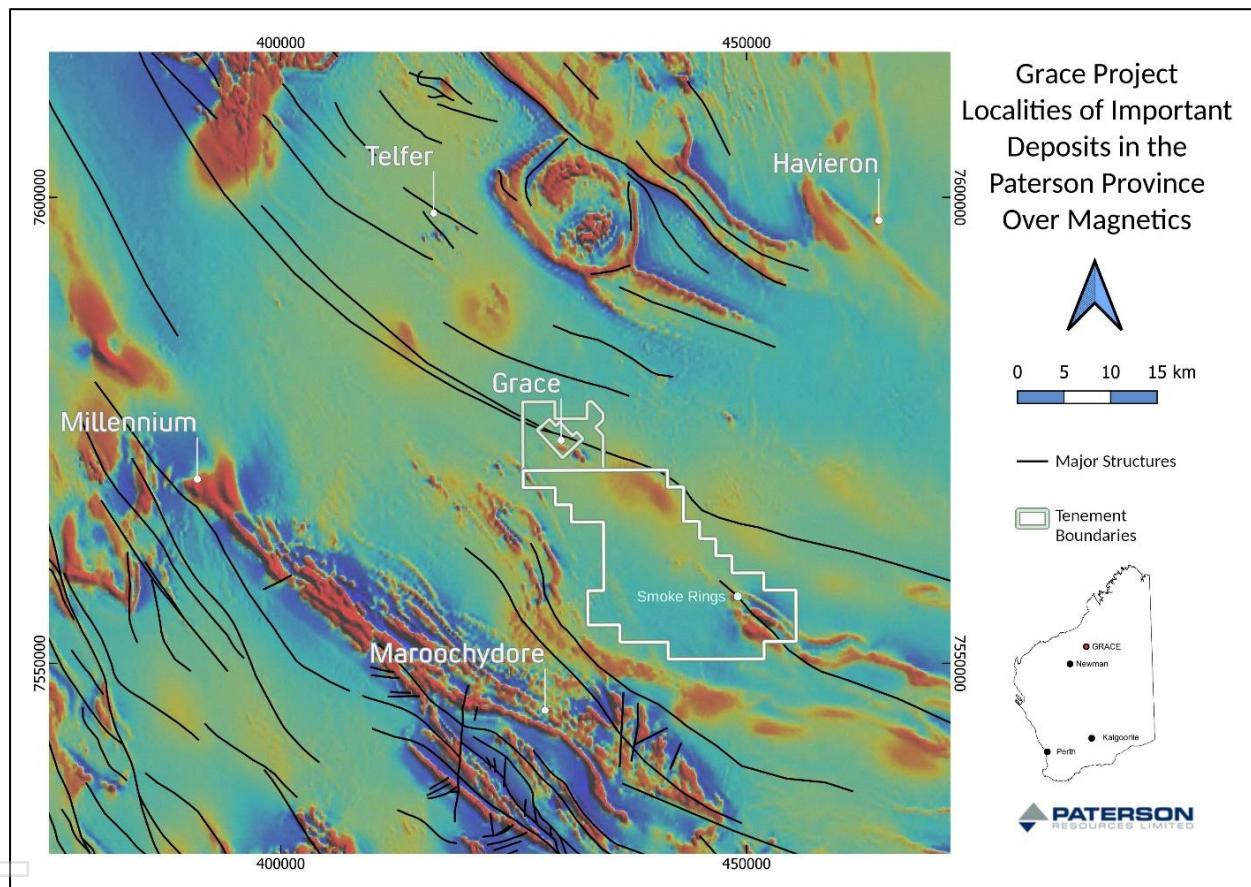 400000
450000
Grace Project
Localities of Important
Deposits in the
Paterson Province
Over Magnetics
Telfer
Havieron
7600000
7600000
0 5 10 15 km
Grace
Millennium
Major Structures
Tenement
Boundaries
Smoke Rings
Maroochydore
7550000
7550000
GRACE
Newman
Kalgoorlie
Perth
PATERSON
RESOURCES LIMITED
400000
450000